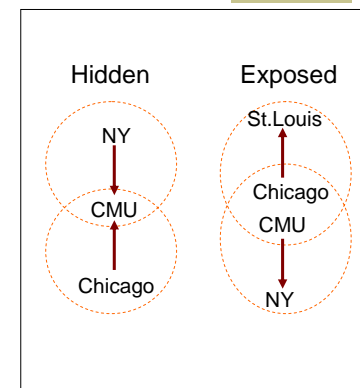 Hidden
NY
CMU
Chicago
Exposed
St.Louis
Chicago
CMU
NY